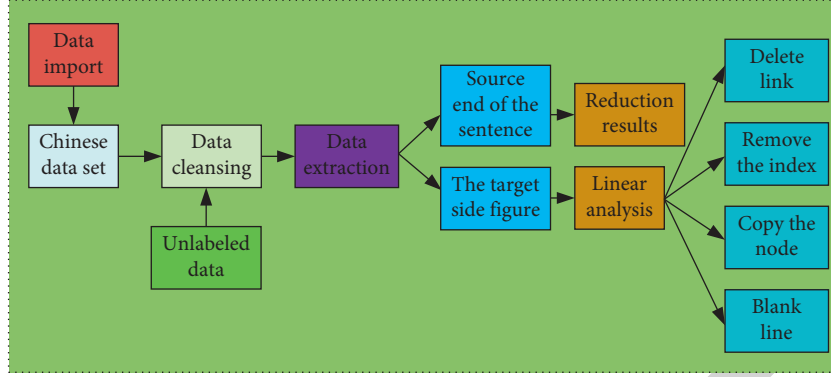 Data
import
Chinese
data set
Data
cleansing
Unlabeled
data
Data
extraction
Source
end of the
sentence
Reduction
results
The target
side figure
Linear
analysis
Delete
link
Remove
the index
Copy the
node
Blank
line